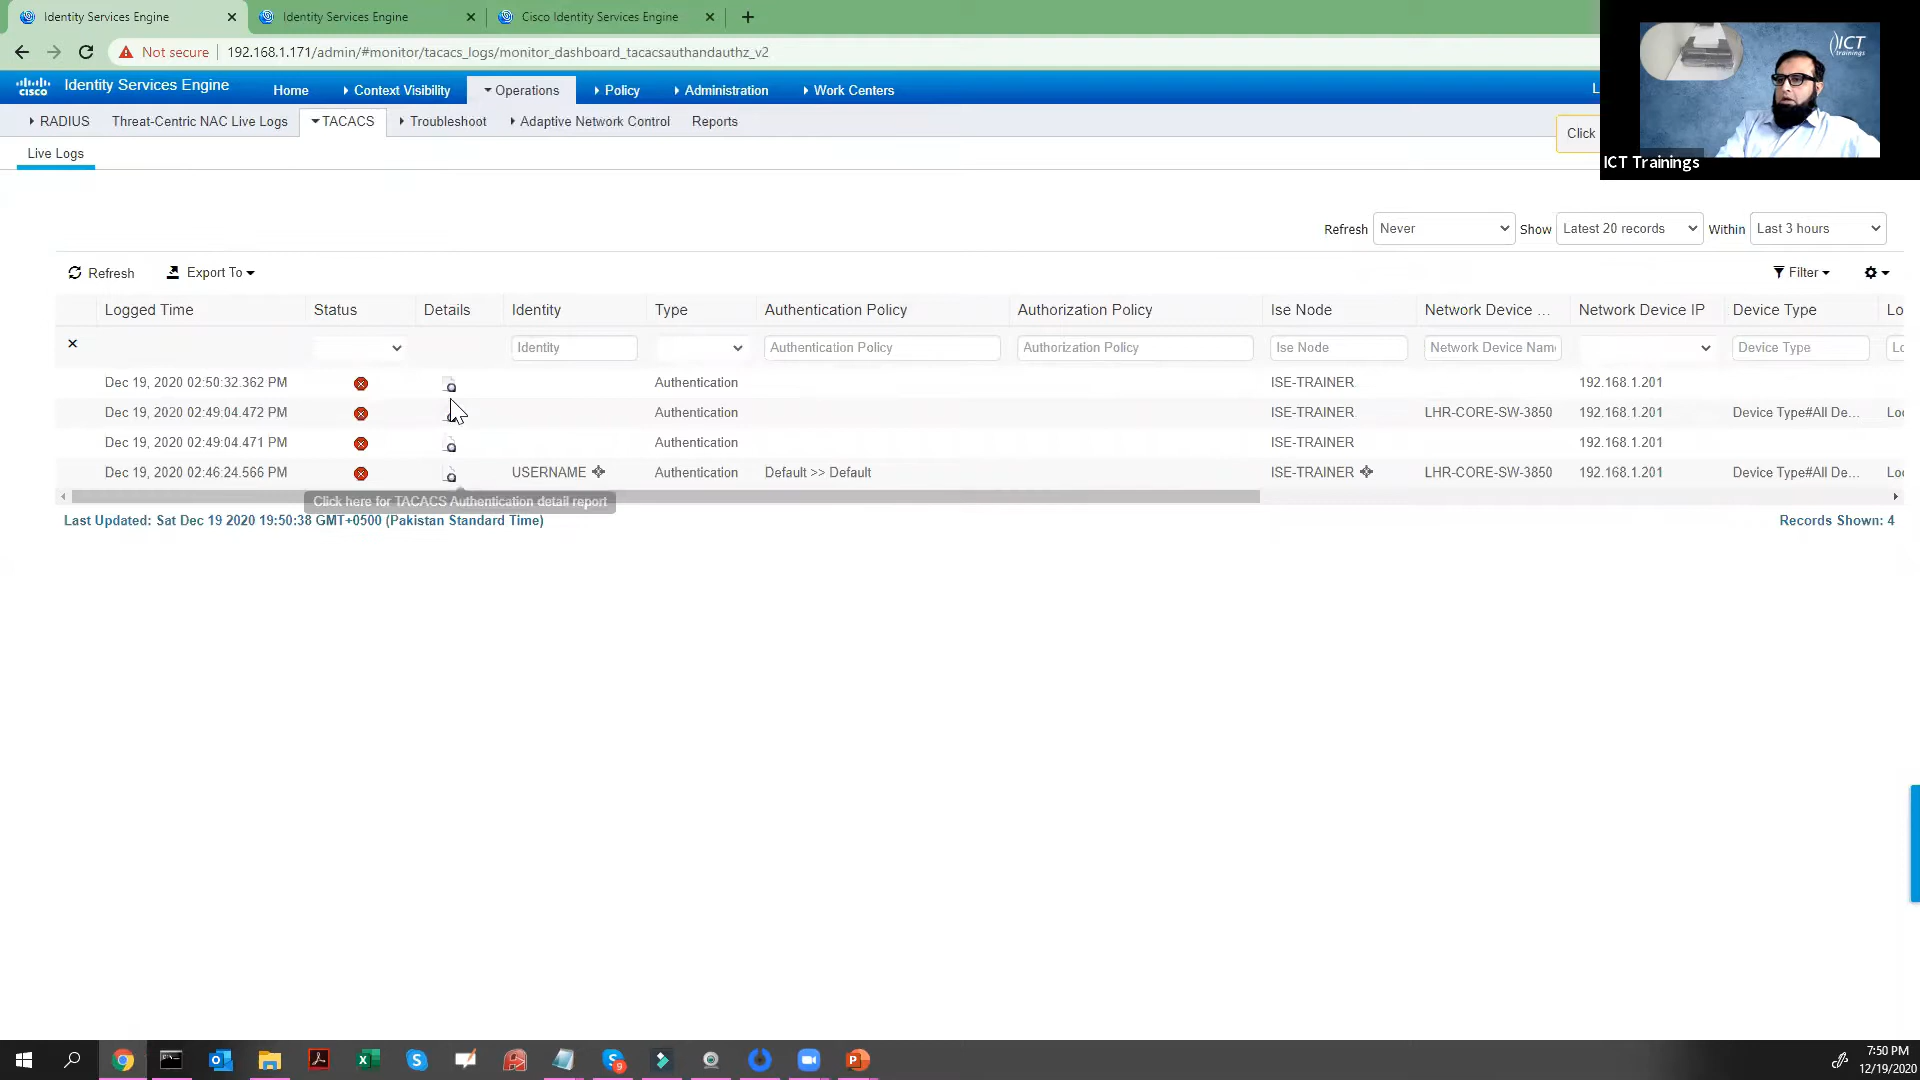 Identity Services Engine
Identity Services Engine
Cisco Identity Services Engine
Not secure
192.168.1.171/admin/#monitor/tacacs_logs/monitor_dashboard_tacacsauthandauthz_v2
cisco
Identity Services Engine
Home
Context Visibility
Operations
Policy
Administration
Work Centers
L
RADIUS
Threat-Centric NAC Live Logs
TACACS
Troubleshoot
Adaptive Network Control
Reports
Click
ICT
trainings
ICT Trainings
Live Logs
Refresh Never Show Latest 20 records Within Last 3 hours
Refresh Export To Filter
Logged Time Status Details Identity Type Authentication Policy Authorization Policy Ise Node Network Device ... Network Device IP Device Type Lo
Identity Authentication Policy Authorization Policy Ise Node Network Device Name Device Type Lo
Dec 19, 2020 02:50:32.362 PM Authentication ISE-TRAINER 192.168.1.201
Dec 19, 2020 02:49:04.472 PM Authentication ISE-TRAINER LHR-CORE-SW-3850 192.168.1.201 Device Type#All De... Loc
Dec 19, 2020 02:49:04.471 PM Authentication ISE-TRAINER 192.168.1.201
Dec 19, 2020 02:46:24.566 PM USERNAME Authentication Default >> Default ISE-TRAINER LHR-CORE-SW-3850 192.168.1.201 Device Type#All De... Loc
Click here for TACACS Authentication detail report
Last Updated: Sat Dec 19 2020 19:50:38 GMT+0500 (Pakistan Standard Time)
Records Shown: 4
9
7:50 PM
12/19/2020